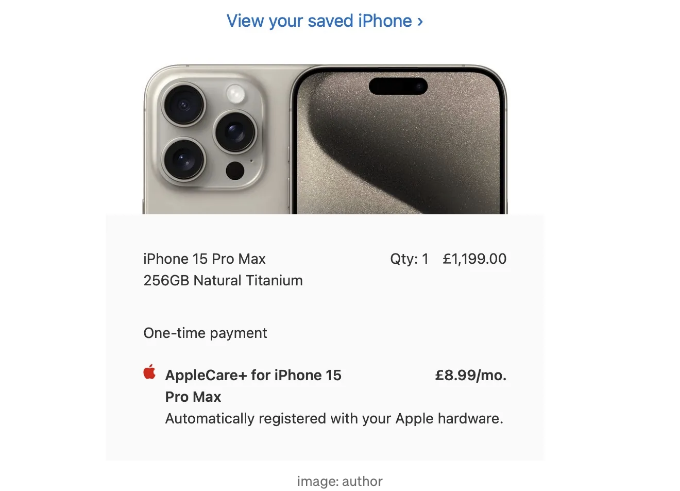 View your saved iPhone ›
iPhone 15 Pro Max Qty: 1 £1,199.00
256GB Natural Titanium
One-time payment
AppleCare+ for iPhone 15 £8.99/mo.
Pro Max
Automatically registered with your Apple hardware.
image: author